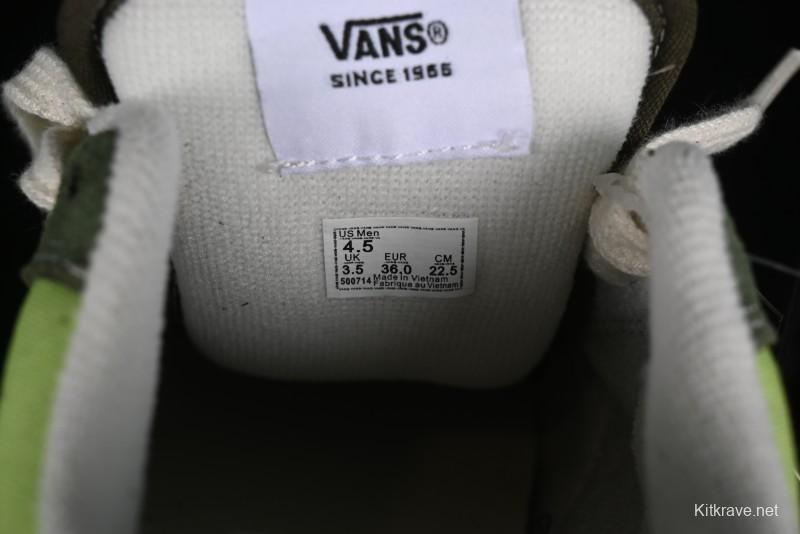 VANS®
SINCE 1966
US Men
4.5
UK EUR CM
3.5 36.0 22.5
500714 Made in Vietnam
Fabrique au Vietnam
Kitkrave.net